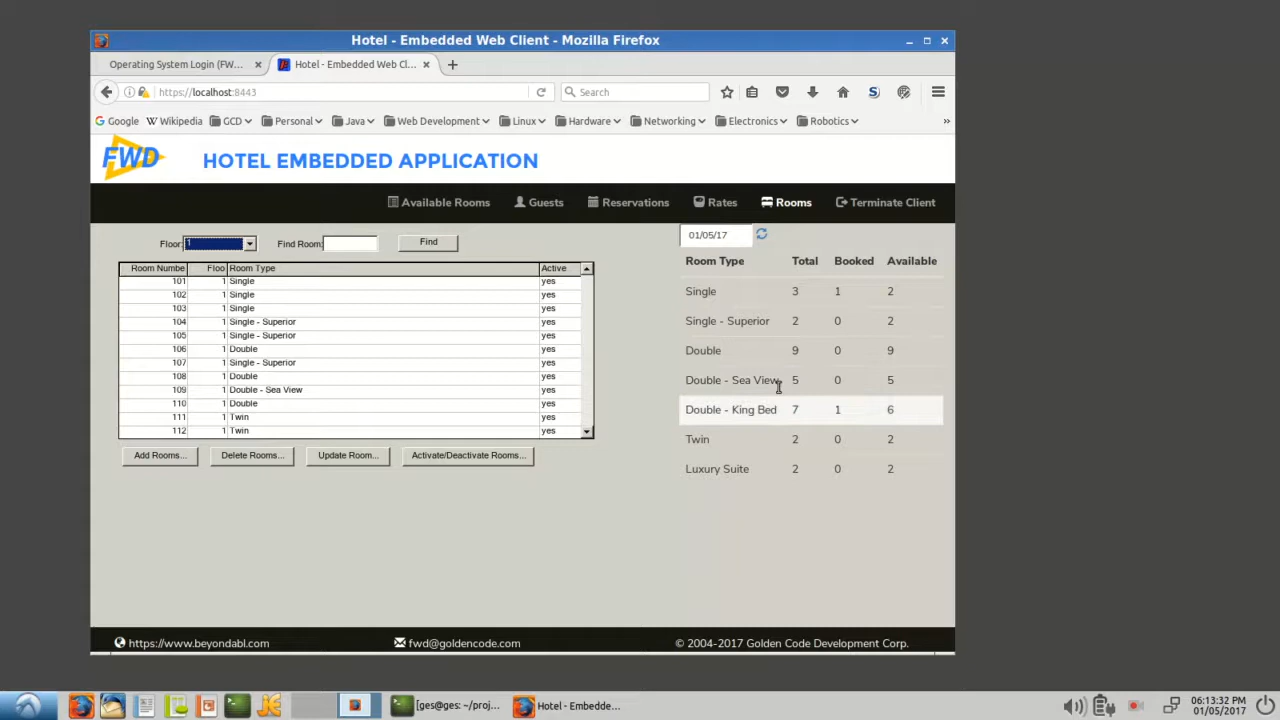 Hotel - Embedded Web Client - Mozilla Firefox
Operating System Login (FW... Hotel - Embedded Web Cl...
https://localhost:8443 Search
Google Wikipedia GCD Personal Java Web Development Linux Hardware Networking Electronics Robotics
FWD HOTEL EMBEDDED APPLICATION
Available Rooms Guests Reservations Rates Rooms Terminate Client
Floor: 1 Find Room: Find
01/05/17
Room Numbe Floo Room Type Active
101 1 Single yes
102 1 Single yes
103 1 Single yes
104 1 Single - Superior yes
105 1 Single - Superior yes
106 1 Double yes
107 1 Single - Superior yes
108 1 Double yes
109 1 Double - Sea View yes
110 1 Double yes
111 1 Twin yes
112 1 Twin yes
Add Rooms... Delete Rooms... Update Room... Activate/Deactivate Rooms...
Room Type Total Booked Available
Single 3 1 2
Single - Superior 2 0 2
Double 9 0 9
Double - Sea View 5 0 5
Double - King Bed 7 1 6
Twin 2 0 2
Luxury Suite 2 0 2
https://www.beyondabl.com fwd@goldencode.com © 2004-2017 Golden Code Development Corp.
[ges@ges: ~/proj... Hotel - Embedde... 06:13:32 PM
01/05/2017